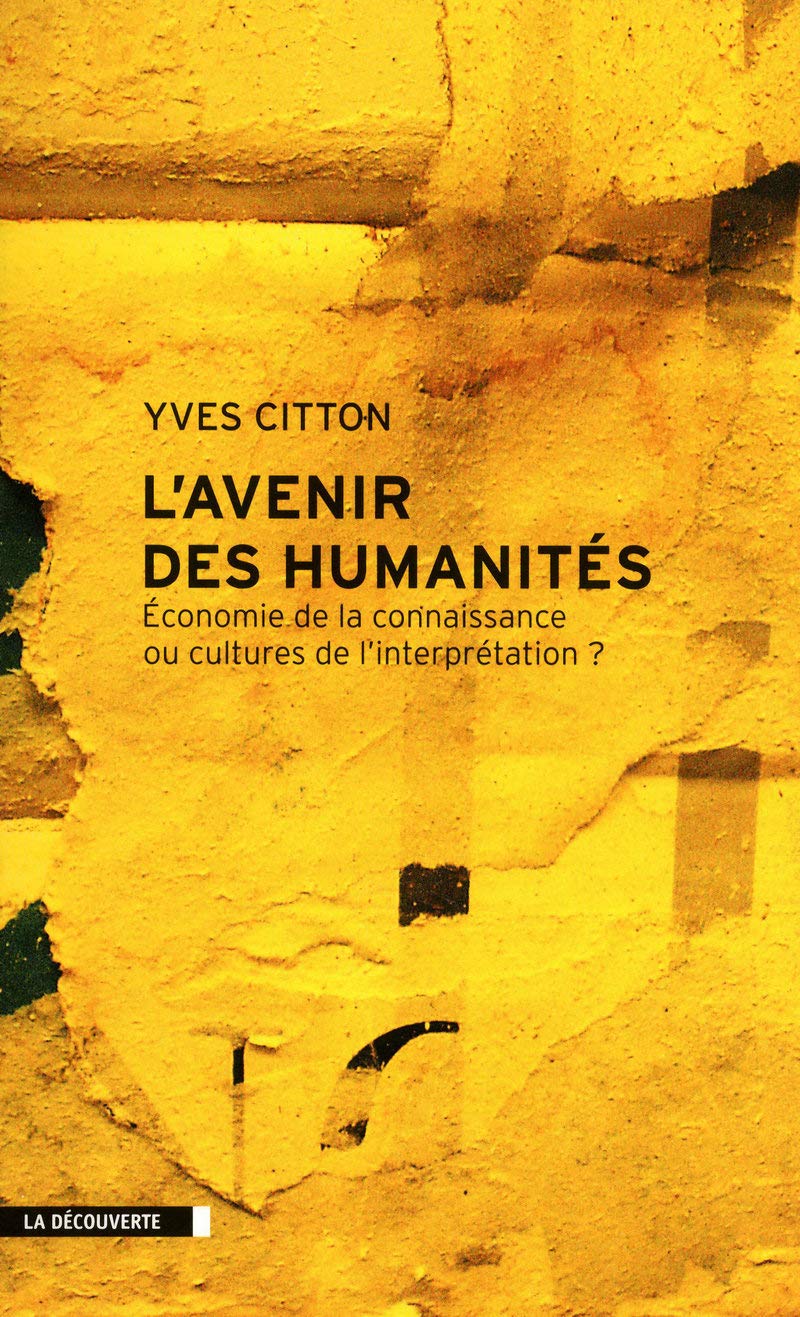 YVES CITTON
L'AVENIR
DES HUMANITÉS
Économie de la connaissance
ou cultures de l'interprétation ?
LA DÉCOUVERTE